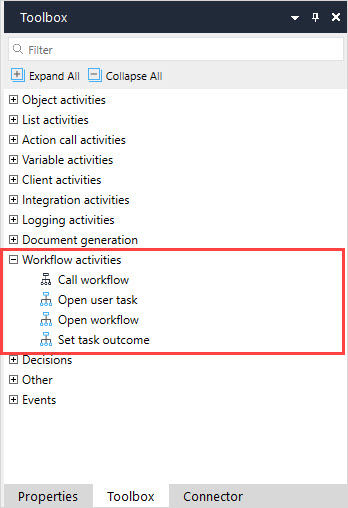 Toolbox
Filter
Expand All Collapse All
Object activities
List activities
Action call activities
Variable activities
Client activities
Integration activities
Logging activities
Document generation
Workflow activities
Call workflow
Open user task
Open workflow
Set task outcome
Decisions
Other
Events
Properties Toolbox Connector